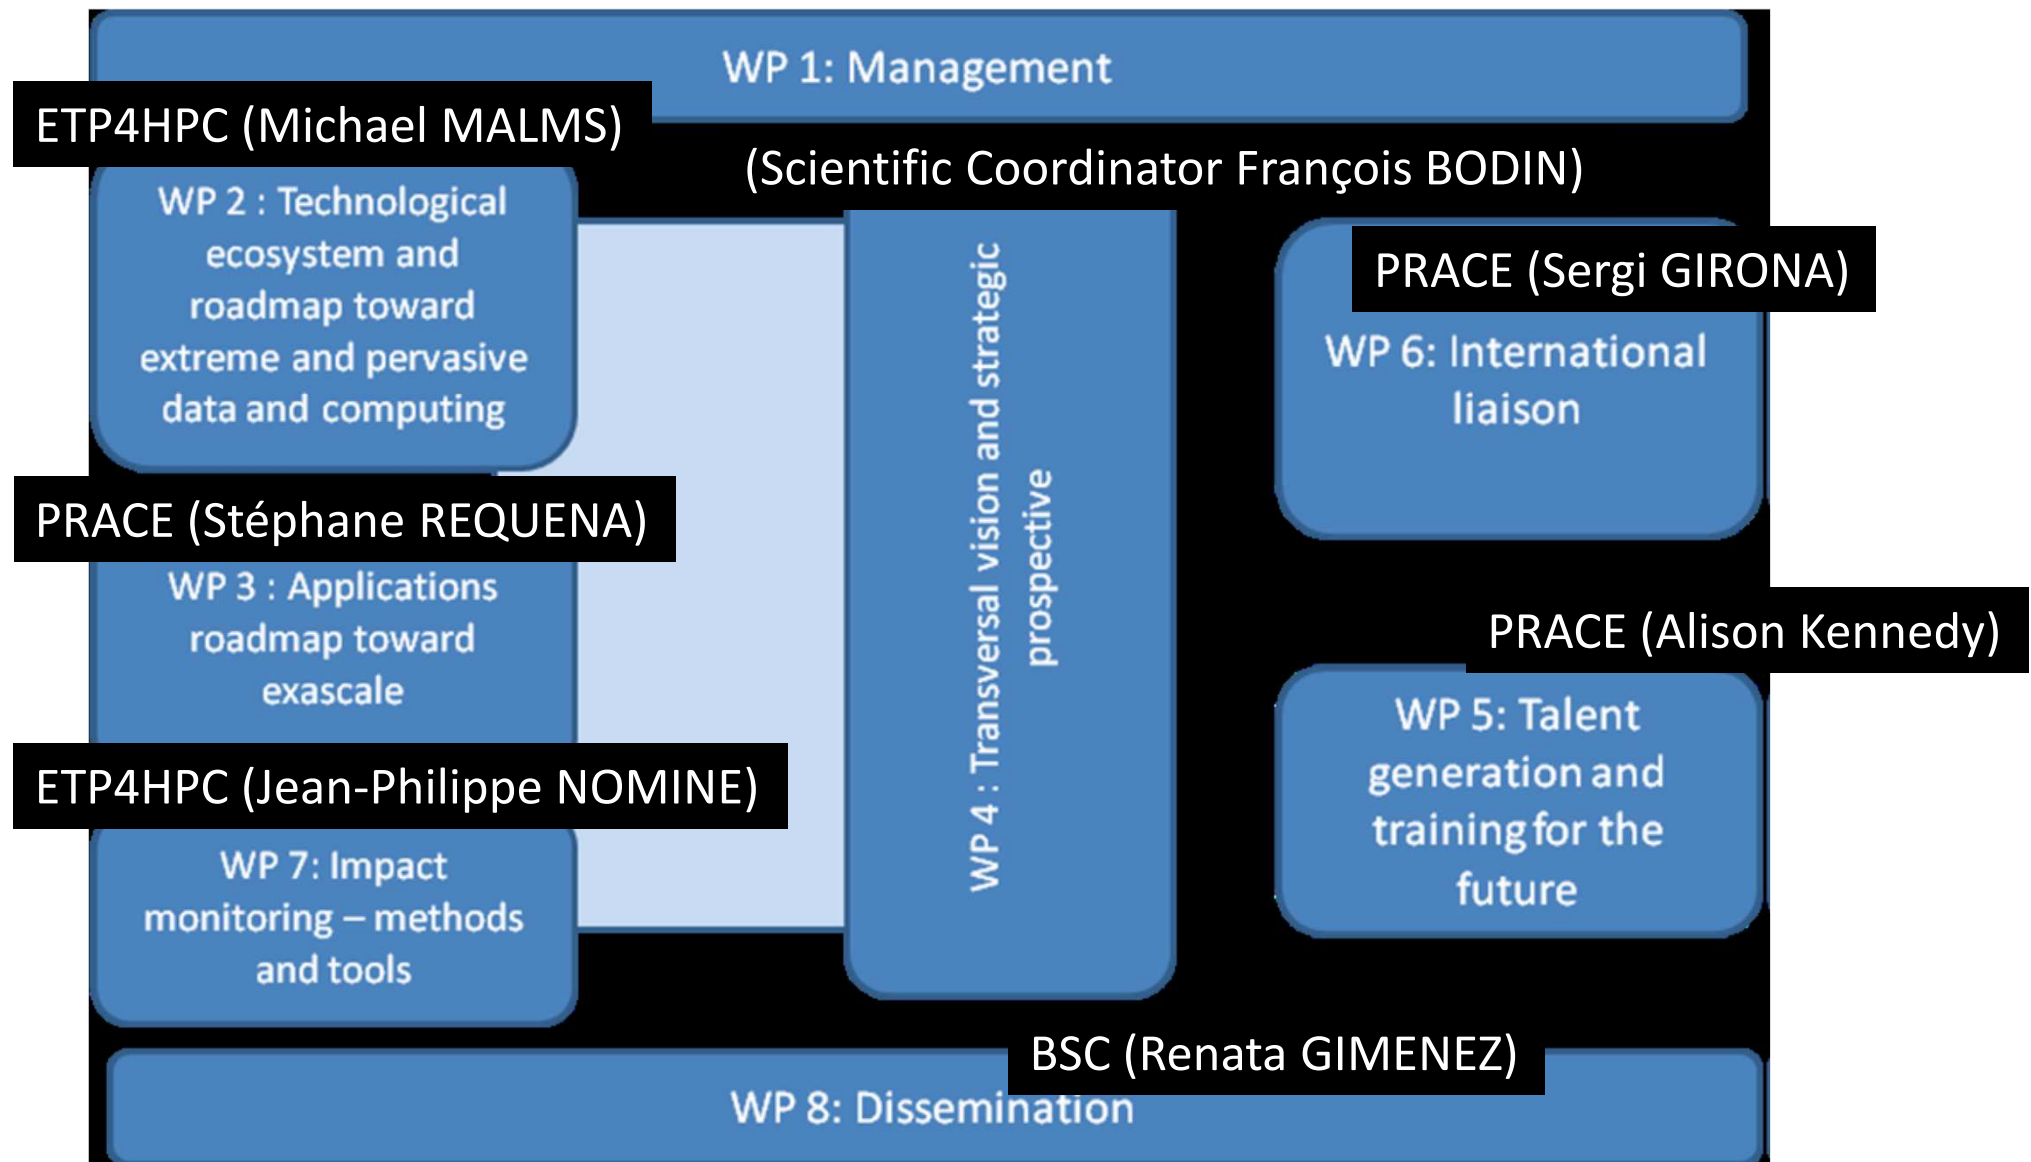 WP 1: Management
ETP4HPC (Michael MALMS)
(Scientific Coordinator François BODIN)
WP 2 : Technological
ecosystem and
roadmap toward
extreme and pervasive
data and computing
PRACE (Stéphane REQUENA)
WP 3 : Applications
roadmap toward
exascale
ETP4HPC (Jean-Philippe NOMINE)
WP 7: Impact
monitoring – methods
and tools
WP 4 : Transversal vision and strategic
prospective
PRACE (Sergi GIRONA)
WP 6: International
liaison
PRACE (Alison Kennedy)
WP 5: Talent
generation and
training for the
future
BSC (Renata GIMENEZ)
WP 8: Dissemination